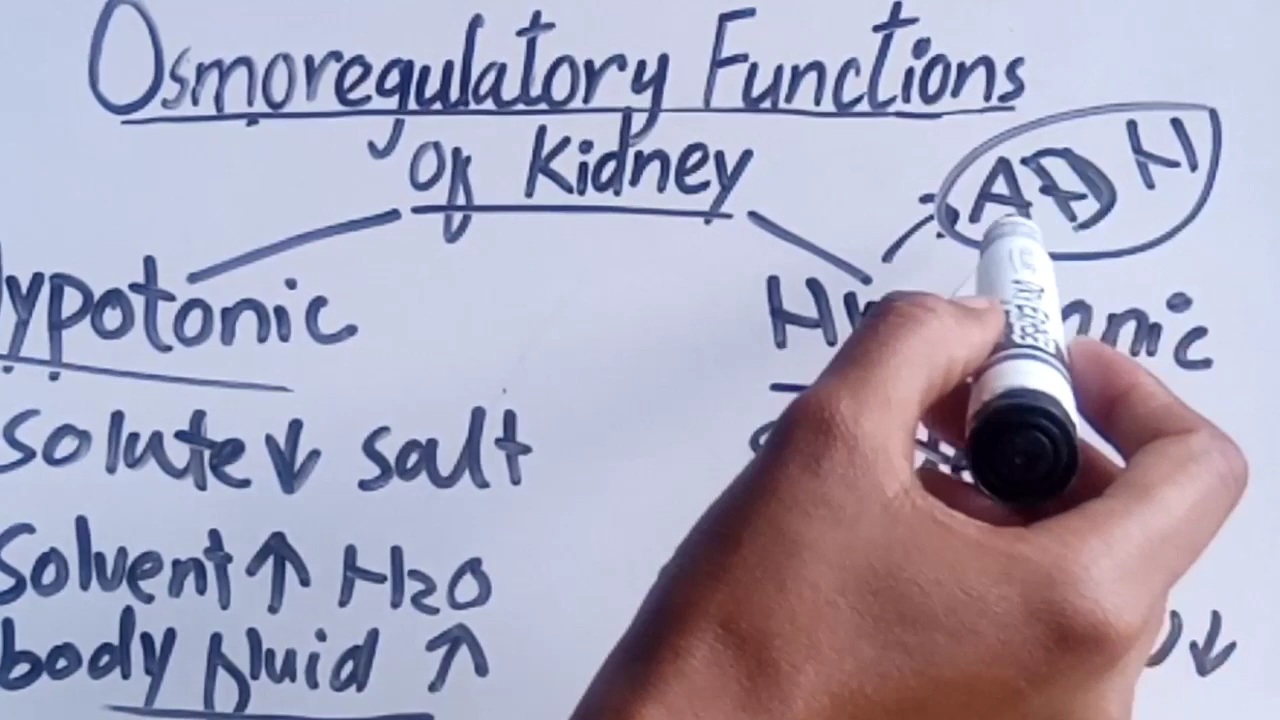 Osmoregulatory Functions
of Kidney
ADH
ypotonic
solute ↓ salt
Solvent ↑ H2O
body fluid ↑
↓